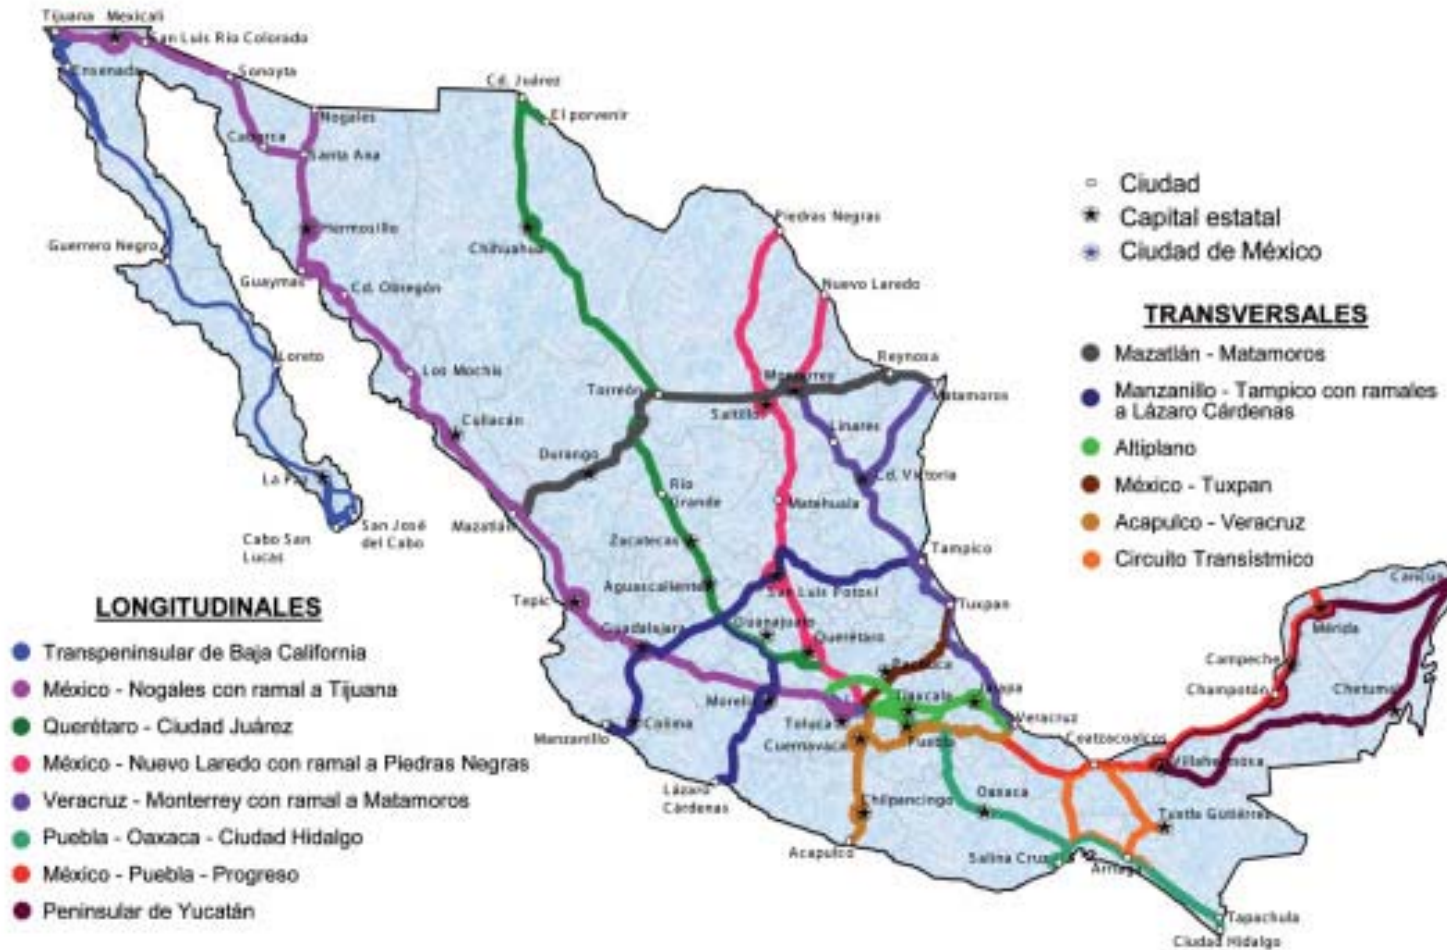 Tijuana
Mexicali
San Luis Río Colorado
Ensenada
Sonoyta
Nogales
Caborca
Santa Ana
Cd. Juárez
El porvenir
Hermosillo
Chihuahua
Piedras Negras
Guerrero Negro
Guaymas
Cd. Obregón
Nuevo Laredo
Loreto
Los Mochis
Torreón
Monterrey
Reynosa
Saltillo
Matamoros
Culiacán
Linares
Durango
Cd. Victoria
La Paz
Río
Grande
Matehuala
Mazatlán
San José
del Cabo
Cabo San
Lucas
Zacatecas
Tampico
Aguascaliente
San Luis Potosí
Tepic
Guanajuato
Tuxpan
Guadalajara
Querétaro
Pachuca
Morelia
Tlaxcala
Jalapa
Manzanillo
Colima
Toluca
Cuernavaca
Puebla
Veracruz
Coatzacoalcos
Villahermosa
Cancun
Mérida
Campeche
Champotón
Chetumal
Lázaro
Cárdenas
Chilpancingo
Oaxaca
Tuxtla Gutiérrez
Acapulco
Salina Cruz
Arriaga
Tapachula
Ciudad Hidalgo
Ciudad
Capital estatal
Ciudad de México
TRANSVERSALES
Mazatlán - Matamoros
Manzanillo - Tampico con ramales
a Lázaro Cárdenas
Altiplano
México - Tuxpan
Acapulco - Veracruz
Circuito Transístmico
LONGITUDINALES
Transpeninsular de Baja California
México - Nogales con ramal a Tijuana
Querétaro - Ciudad Juárez
México - Nuevo Laredo con ramal a Piedras Negras
Veracruz - Monterrey con ramal a Matamoros
Puebla - Oaxaca - Ciudad Hidalgo
México - Puebla - Progreso
Peninsular de Yucatán